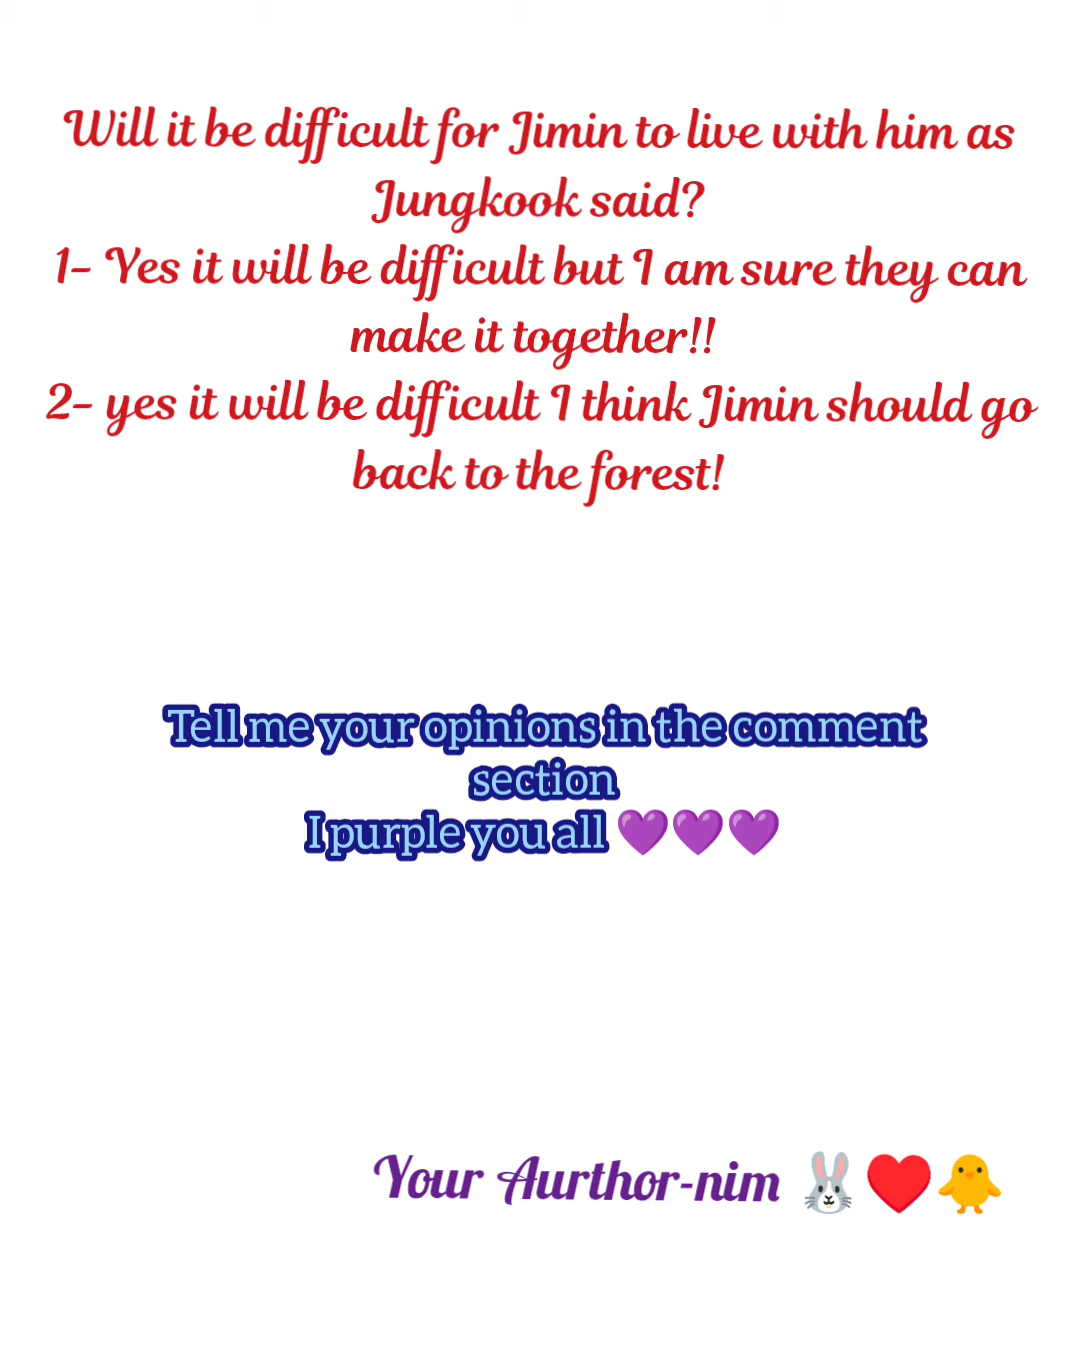 Will it be difficult for Jimin to live with him as
Jungkook said?
1- Yes it will be difficult but I am sure they can
make it together!!
2- yes it will be difficult I think Jimin should go
back to the forest!
Tell me your opinions in the comment
section
I purple you all 💜💜💜
Your Aurthor-nim 🐰❤️🐥